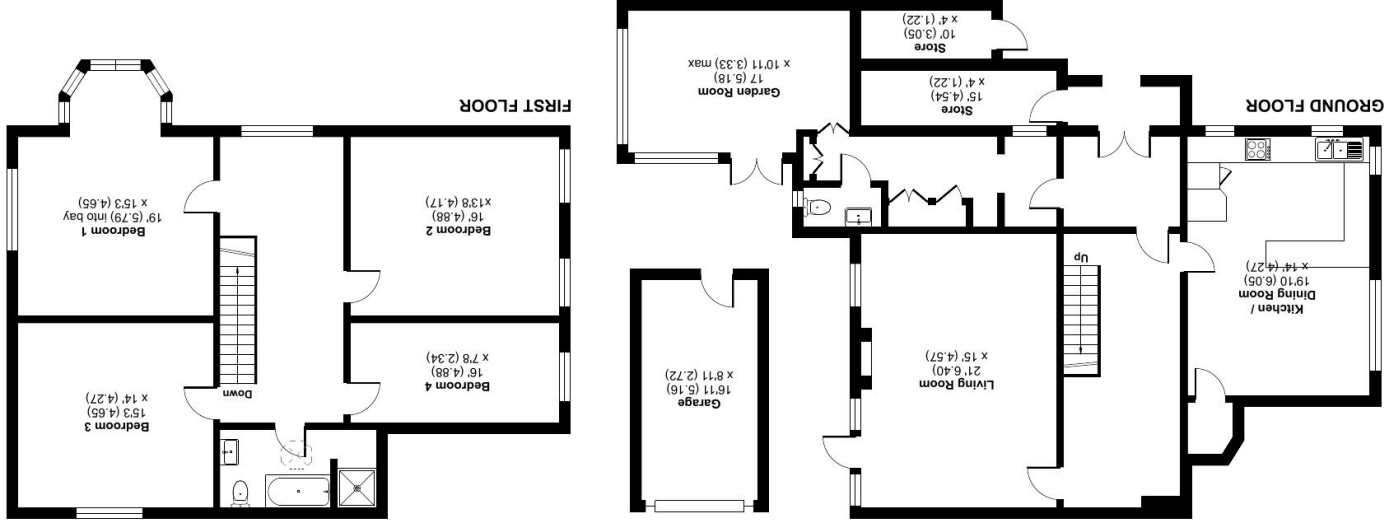 GROUND FLOOR
Kitchen /
Dining Room
19'10 (6.05)
x 14' (4.27)
Up
Living Room
21' 6.40)
x 15' (4.57)
Store
15' (4.54)
x 4' (1.22)
Store
10' (3.05)
x 4' (1.22)
Garden Room
17 (5.18)
x 10'11 (3.33) max
Garage
16'11 (5.16)
x 8'11 (2.72)
FIRST FLOOR
Bedroom 2
16' (4.88)
x13'8 (4.17)
Bedroom 4
16' (4.88)
x 7'8 (2.34)
Down
Bedroom 1
19' (5.79) into bay
x 15'3 (4.65)
Bedroom 3
15'3 (4.65)
x 14' (4.27)